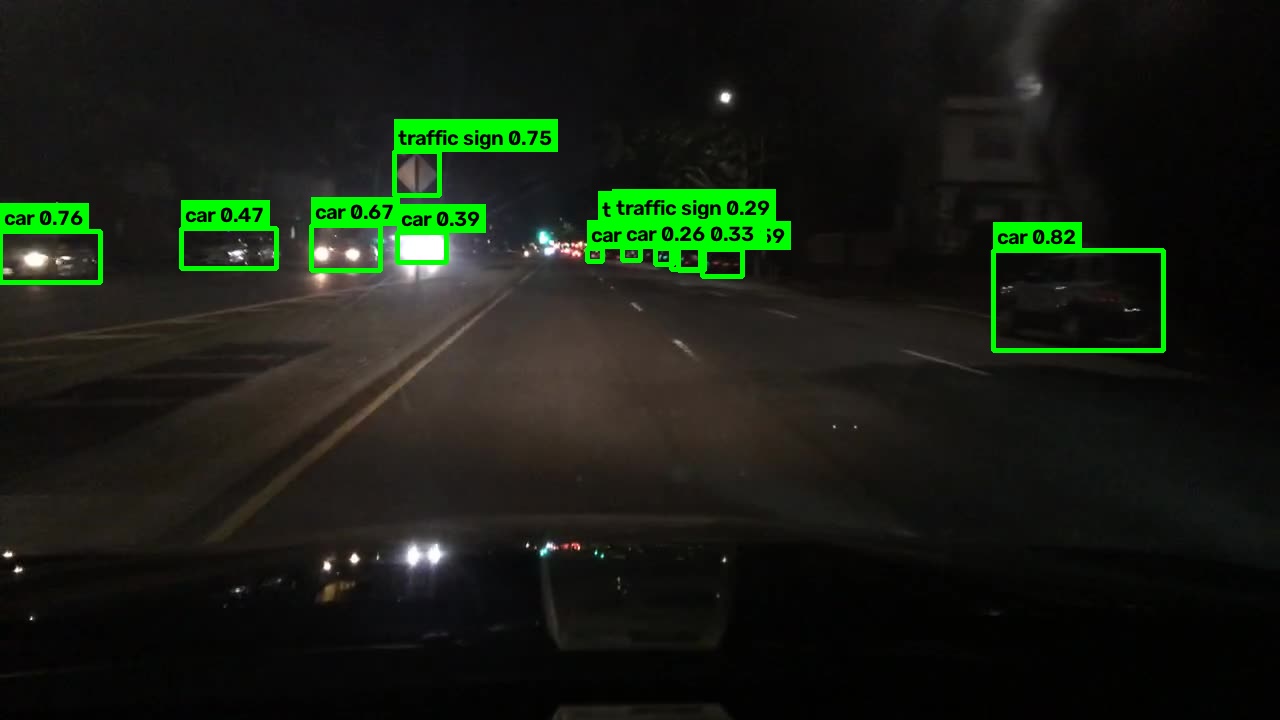 traffic sign 0.75
t traffic sign 0.29
car 0.76
car 0.47
car 0.67
car 0.39
car car 0.26 0.33 59
car 0.82